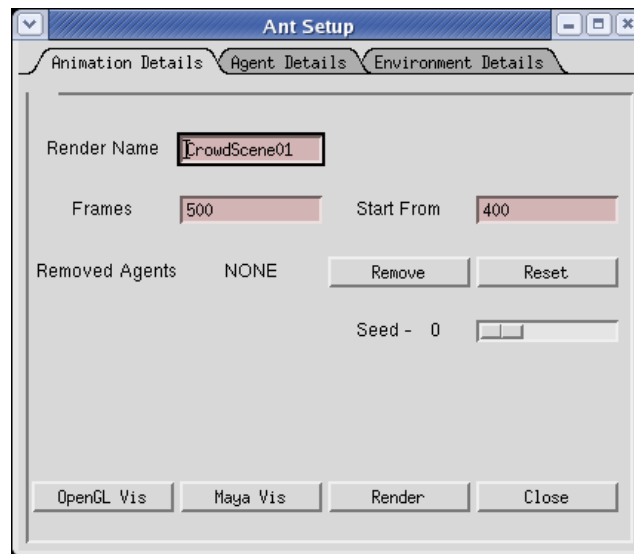 Ant Setup
Animation Details Agent Details Environment Details
Render Name CrowdScene01
Frames 500 Start From 400
Removed Agents NONE Remove Reset
Seed - 0
OpenGL Vis Maya Vis Render Close